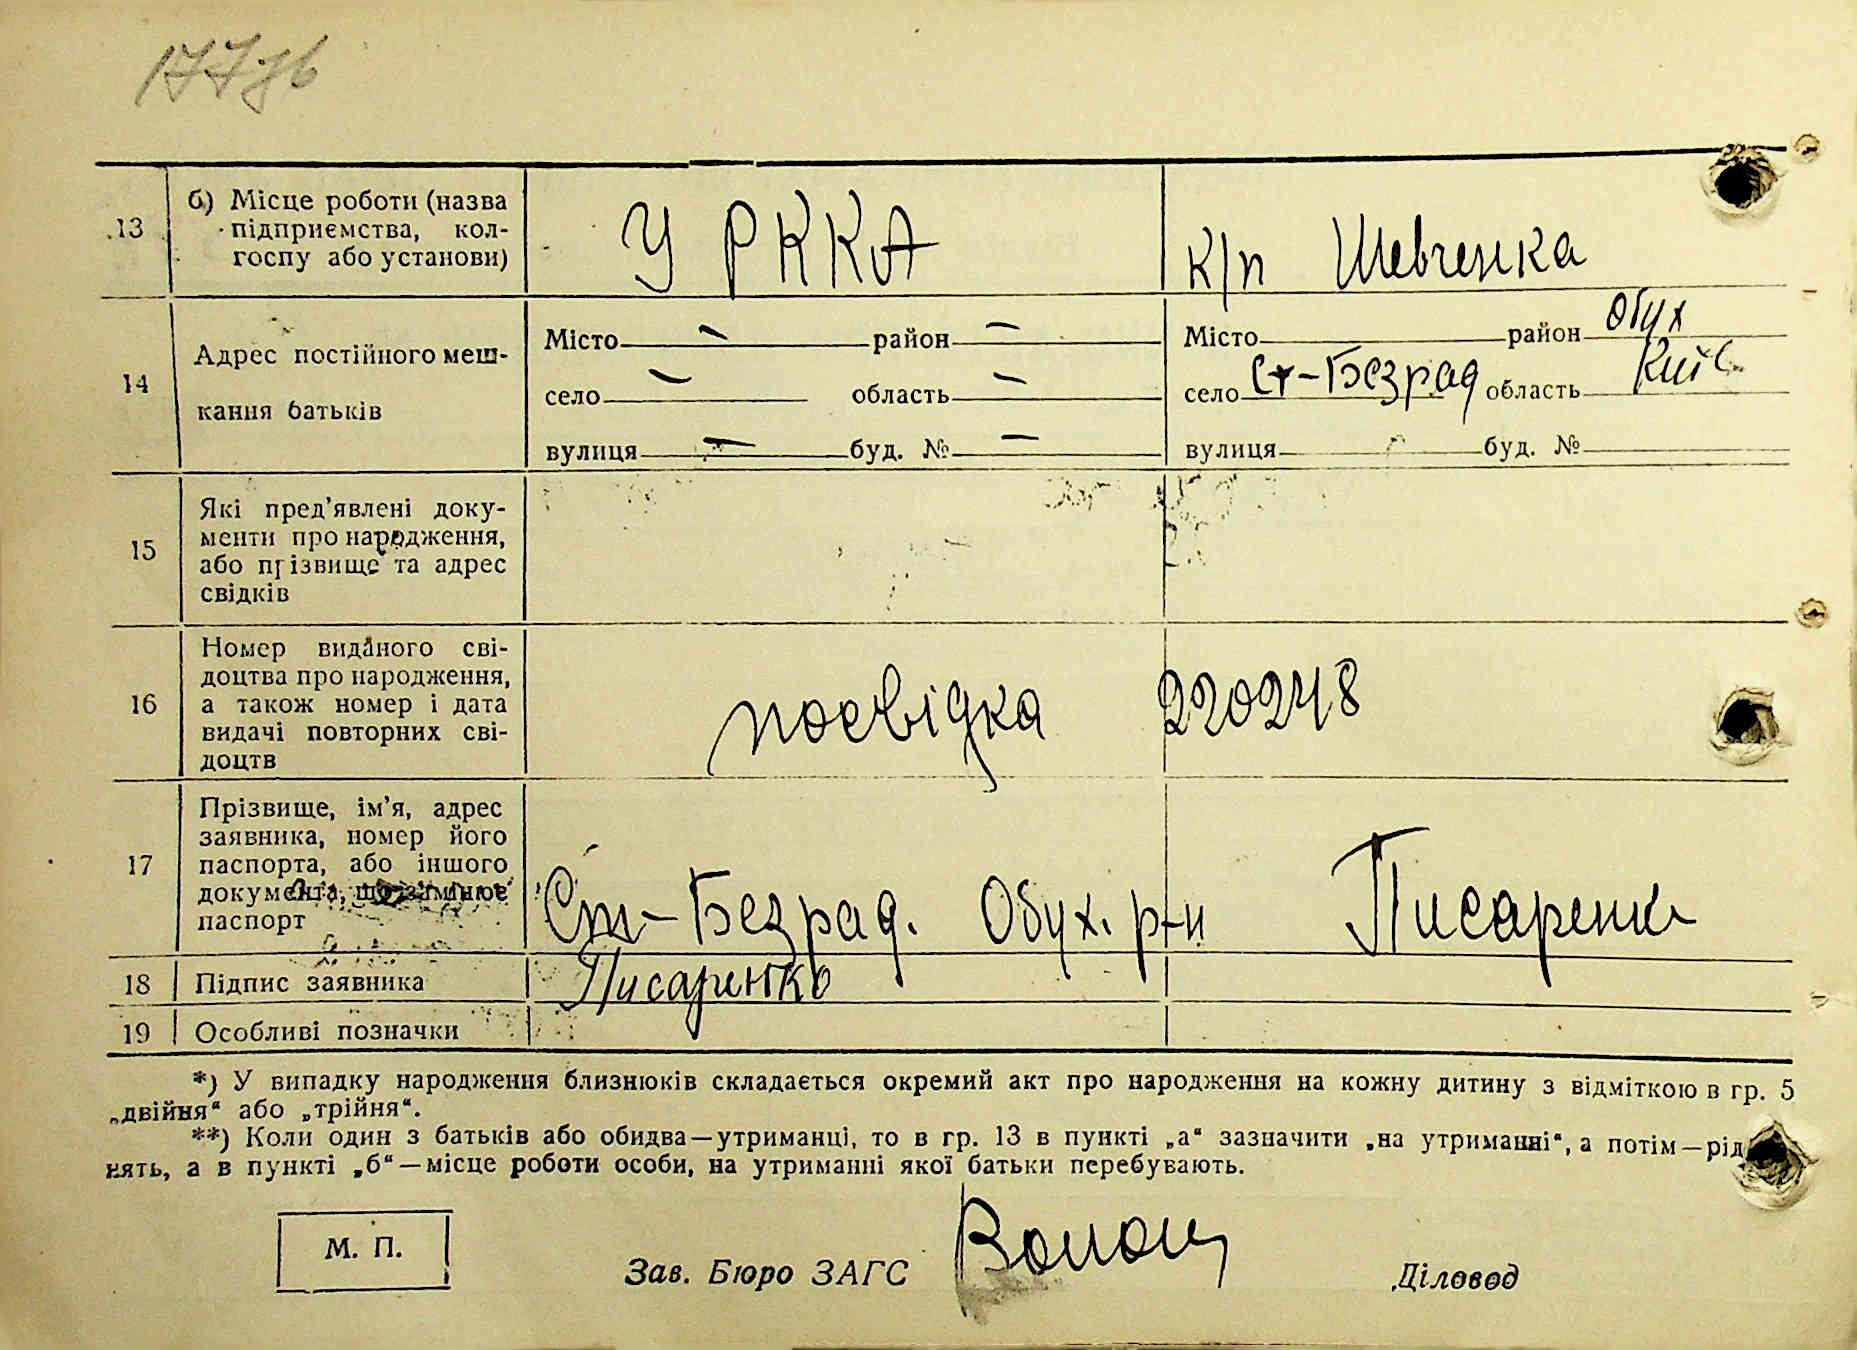 177зв
13
б) Місце роботи (назва
підприємства, кол-
госпу або установи)
У РККА
к/п Шевченка
14
Адрес постійного меш-
кання батьків
Місто — район —
село — область —
вулиця — буд. № —
Місто район Обух
село Ст-Безрад область Київ
вулиця буд. №
15
Які пред'явлені доку-
менти про народження,
або прізвище та адрес
свідків
16
Номер виданого сві-
доцтва про народження,
а також номер і дата
видачі повторних сві-
доцтв
посвідка 220248
17
Прізвище, ім'я, адрес
заявника, номер його
паспорта, або іншого
документа, що замінює
паспорт
Ст-Безрад. Обух. р-н Писаренко
18
Підпис заявника
Писаренко
19
Особливі позначки
*) У випадку народження близнюків складається окремий акт про народження на кожну дитину з відміткою в гр. 5
„двійня“ або „трійня“.
**) Коли один з батьків або обидва—утриманці, то в гр. 13 в пункті „а“ зазначити „на утриманні“, а потім—рід
нять, а в пункті „б“—місце роботи особи, на утриманні якої батьки перебувають.
М. П.
Зав. Бюро ЗАГС
Діловод